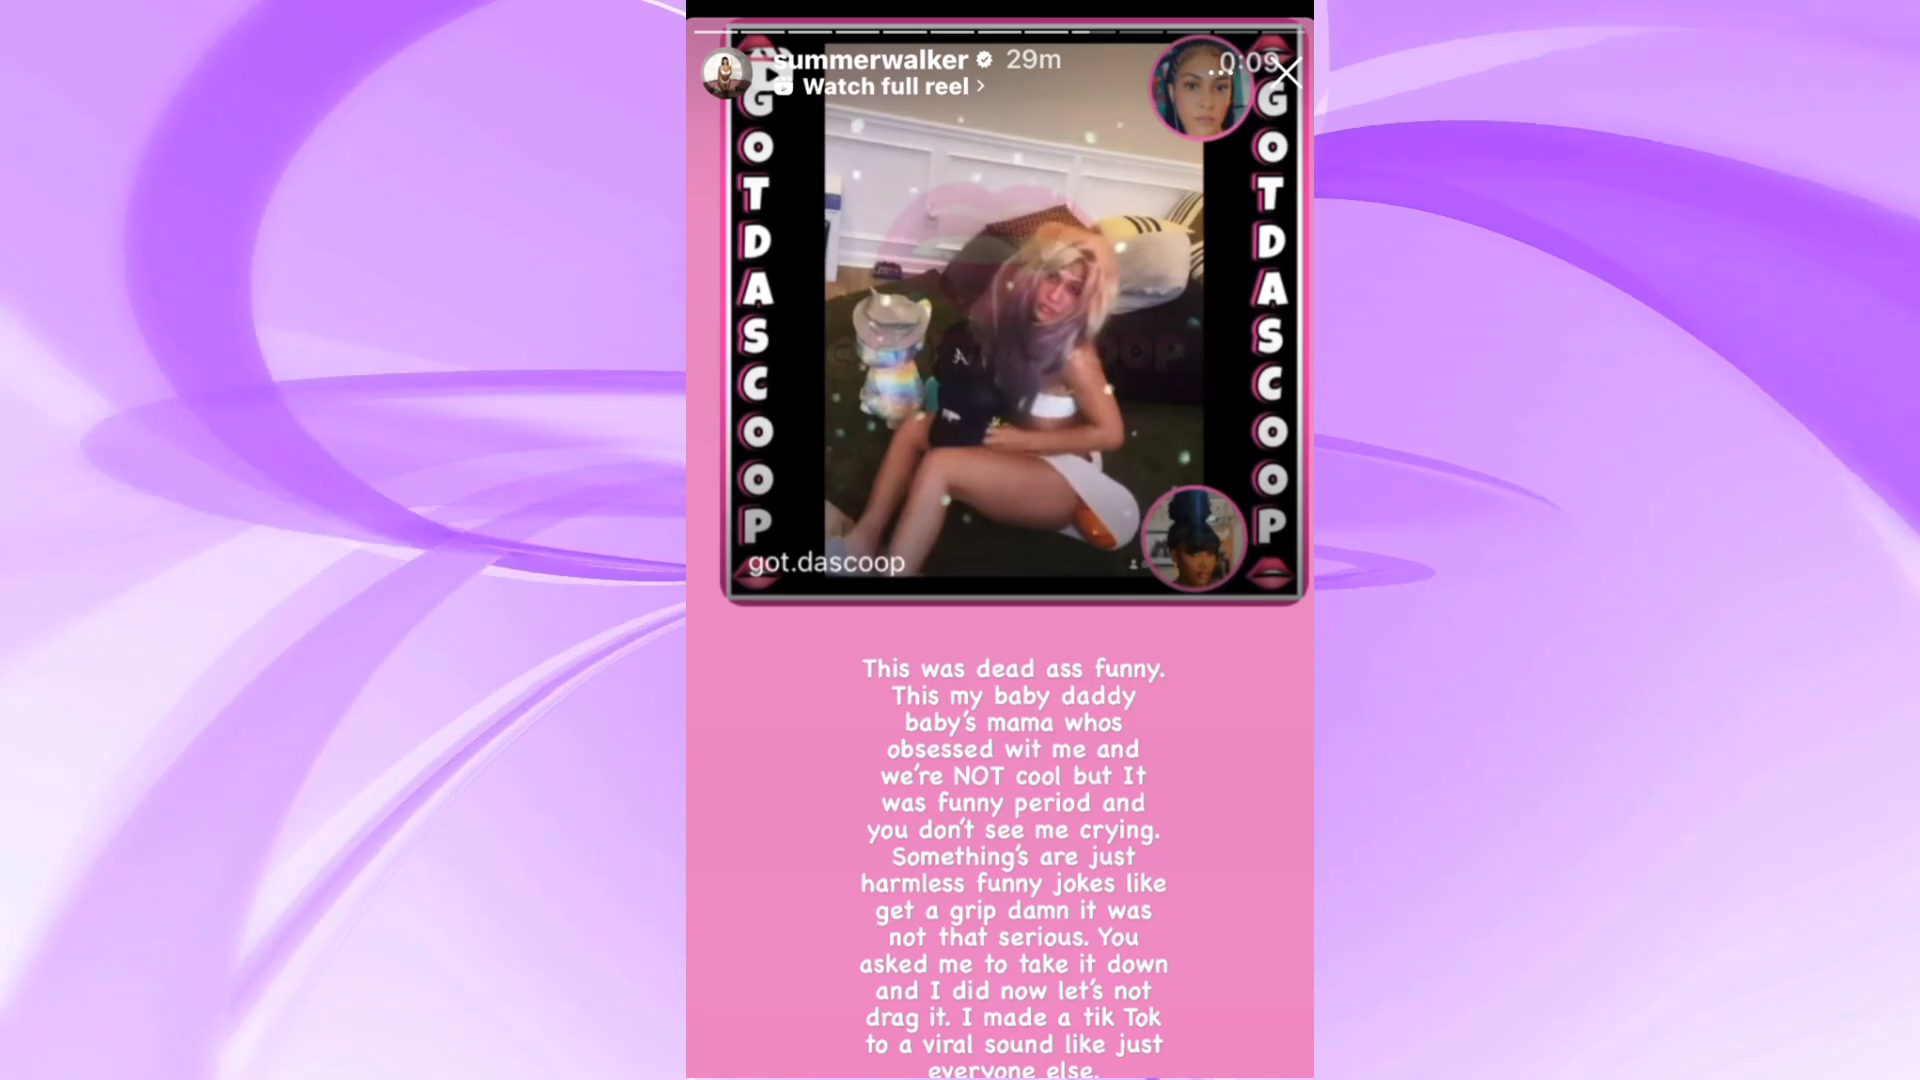 summerwalker 29m
0:09
Watch full reel >
GOTDASCOOP
GOTDASCOOP
got.dascoop
This was dead ass funny.
This my baby daddy
baby's mama whos
obsessed wit me and
we're NOT cool but It
was funny period and
you don't see me crying.
Something's are just
harmless funny jokes like
get a grip damn it was
not that serious. You
asked me to take it down
and I did now let's not
drag it. I made a tik Tok
to a viral sound like just
everyone else.